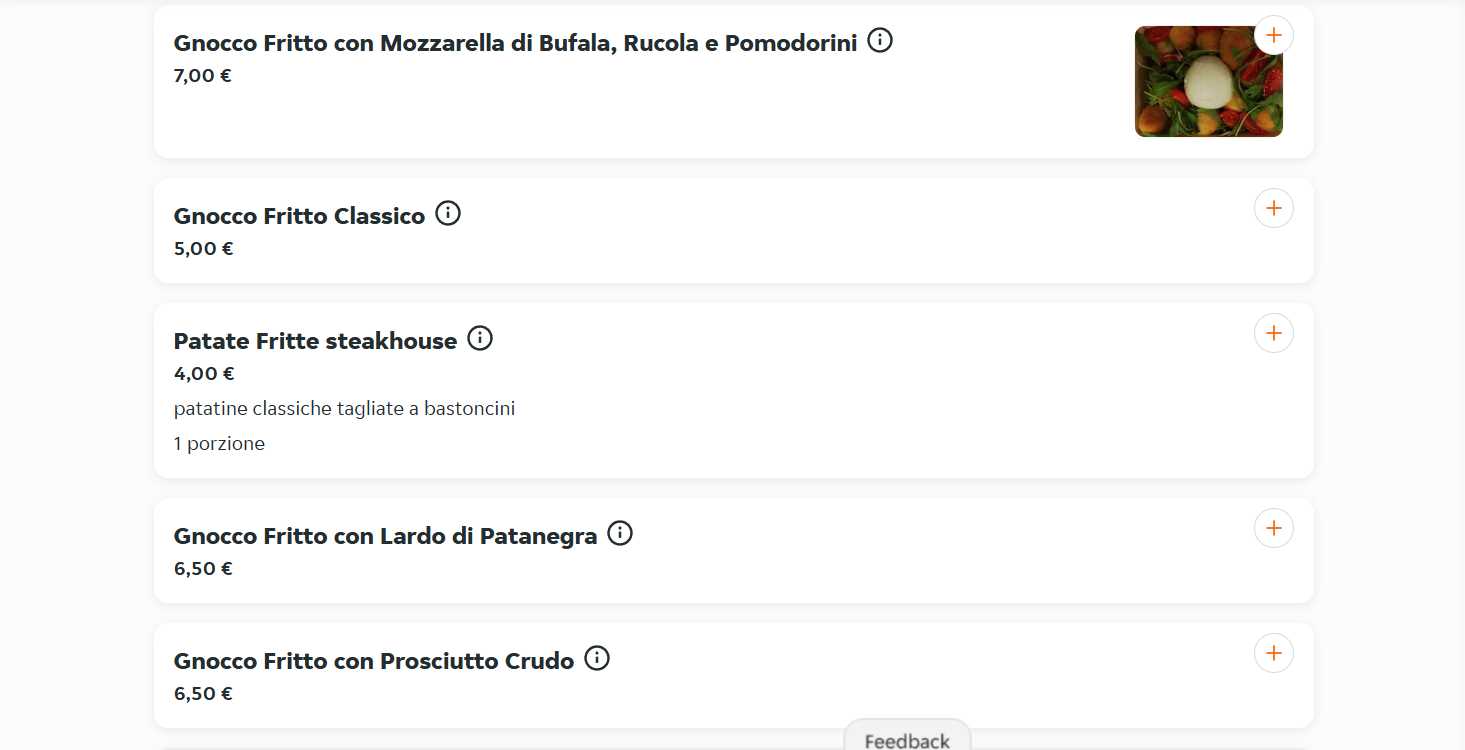 Gnocco Fritto con Mozzarella di Bufala, Rucola e Pomodorini
7,00 €
Gnocco Fritto Classico
5,00 €
Patate Fritte steakhouse
4,00 €
patatine classiche tagliate a bastoncini
1 porzione
Gnocco Fritto con Lardo di Patanegra
6,50 €
Gnocco Fritto con Prosciutto Crudo
6,50 €
Feedback